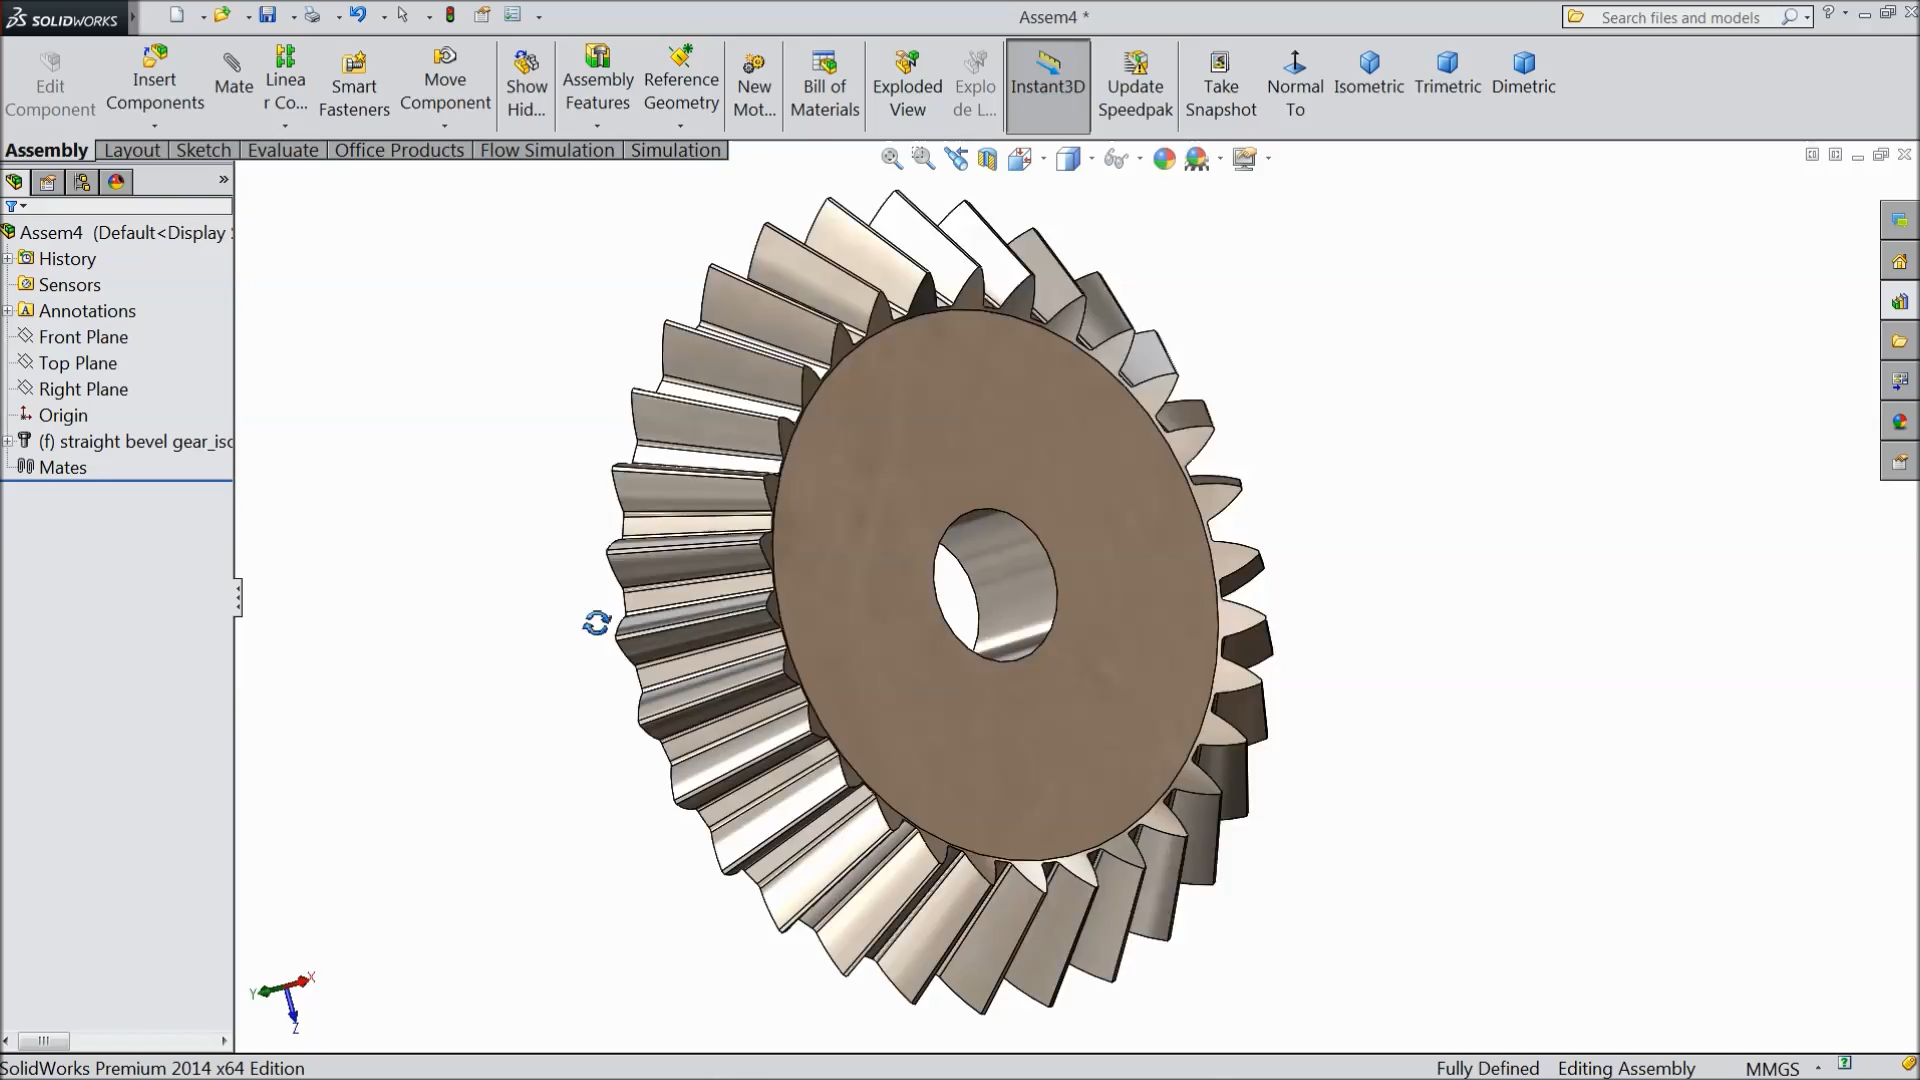 SOLIDWORKS
Assem4 *
Search files and models
Edit Component
Insert Components
Mate
Linea r Co...
Smart Fasteners
Move Component
Show Hid...
Assembly Features
Reference Geometry
New Mot...
Bill of Materials
Exploded View
Explo de L...
Instant3D
Update Speedpak
Take Snapshot
Normal To
Isometric
Trimetric
Dimetric
Assembly
Layout
Sketch
Evaluate
Office Products
Flow Simulation
Simulation
Assem4 (Default<Display
History
Sensors
Annotations
Front Plane
Top Plane
Right Plane
Origin
(f) straight bevel gear_iso
Mates
X
Y
Z
SolidWorks Premium 2014 x64 Edition
Fully Defined
Editing Assembly
MMGS